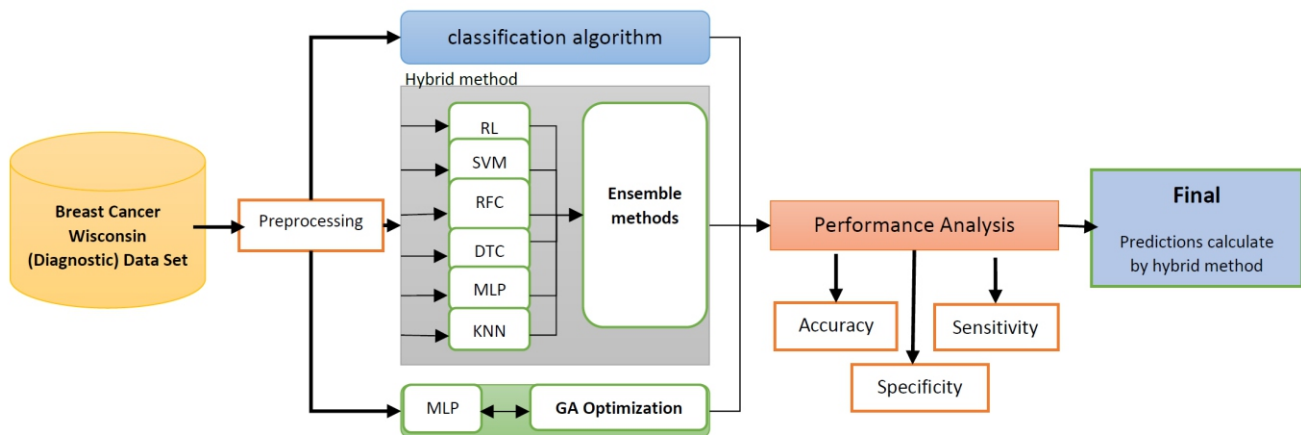 classification algorithm
Hybrid method
RL
SVM
RFC
DTC
MLP
KNN
Ensemble
methods
Breast Cancer
Wisconsin
(Diagnostic) Data Set
Preprocessing
Performance Analysis
Final
Predictions calculate
by hybrid method
Accuracy
Sensitivity
Specificity
MLP
GA Optimization